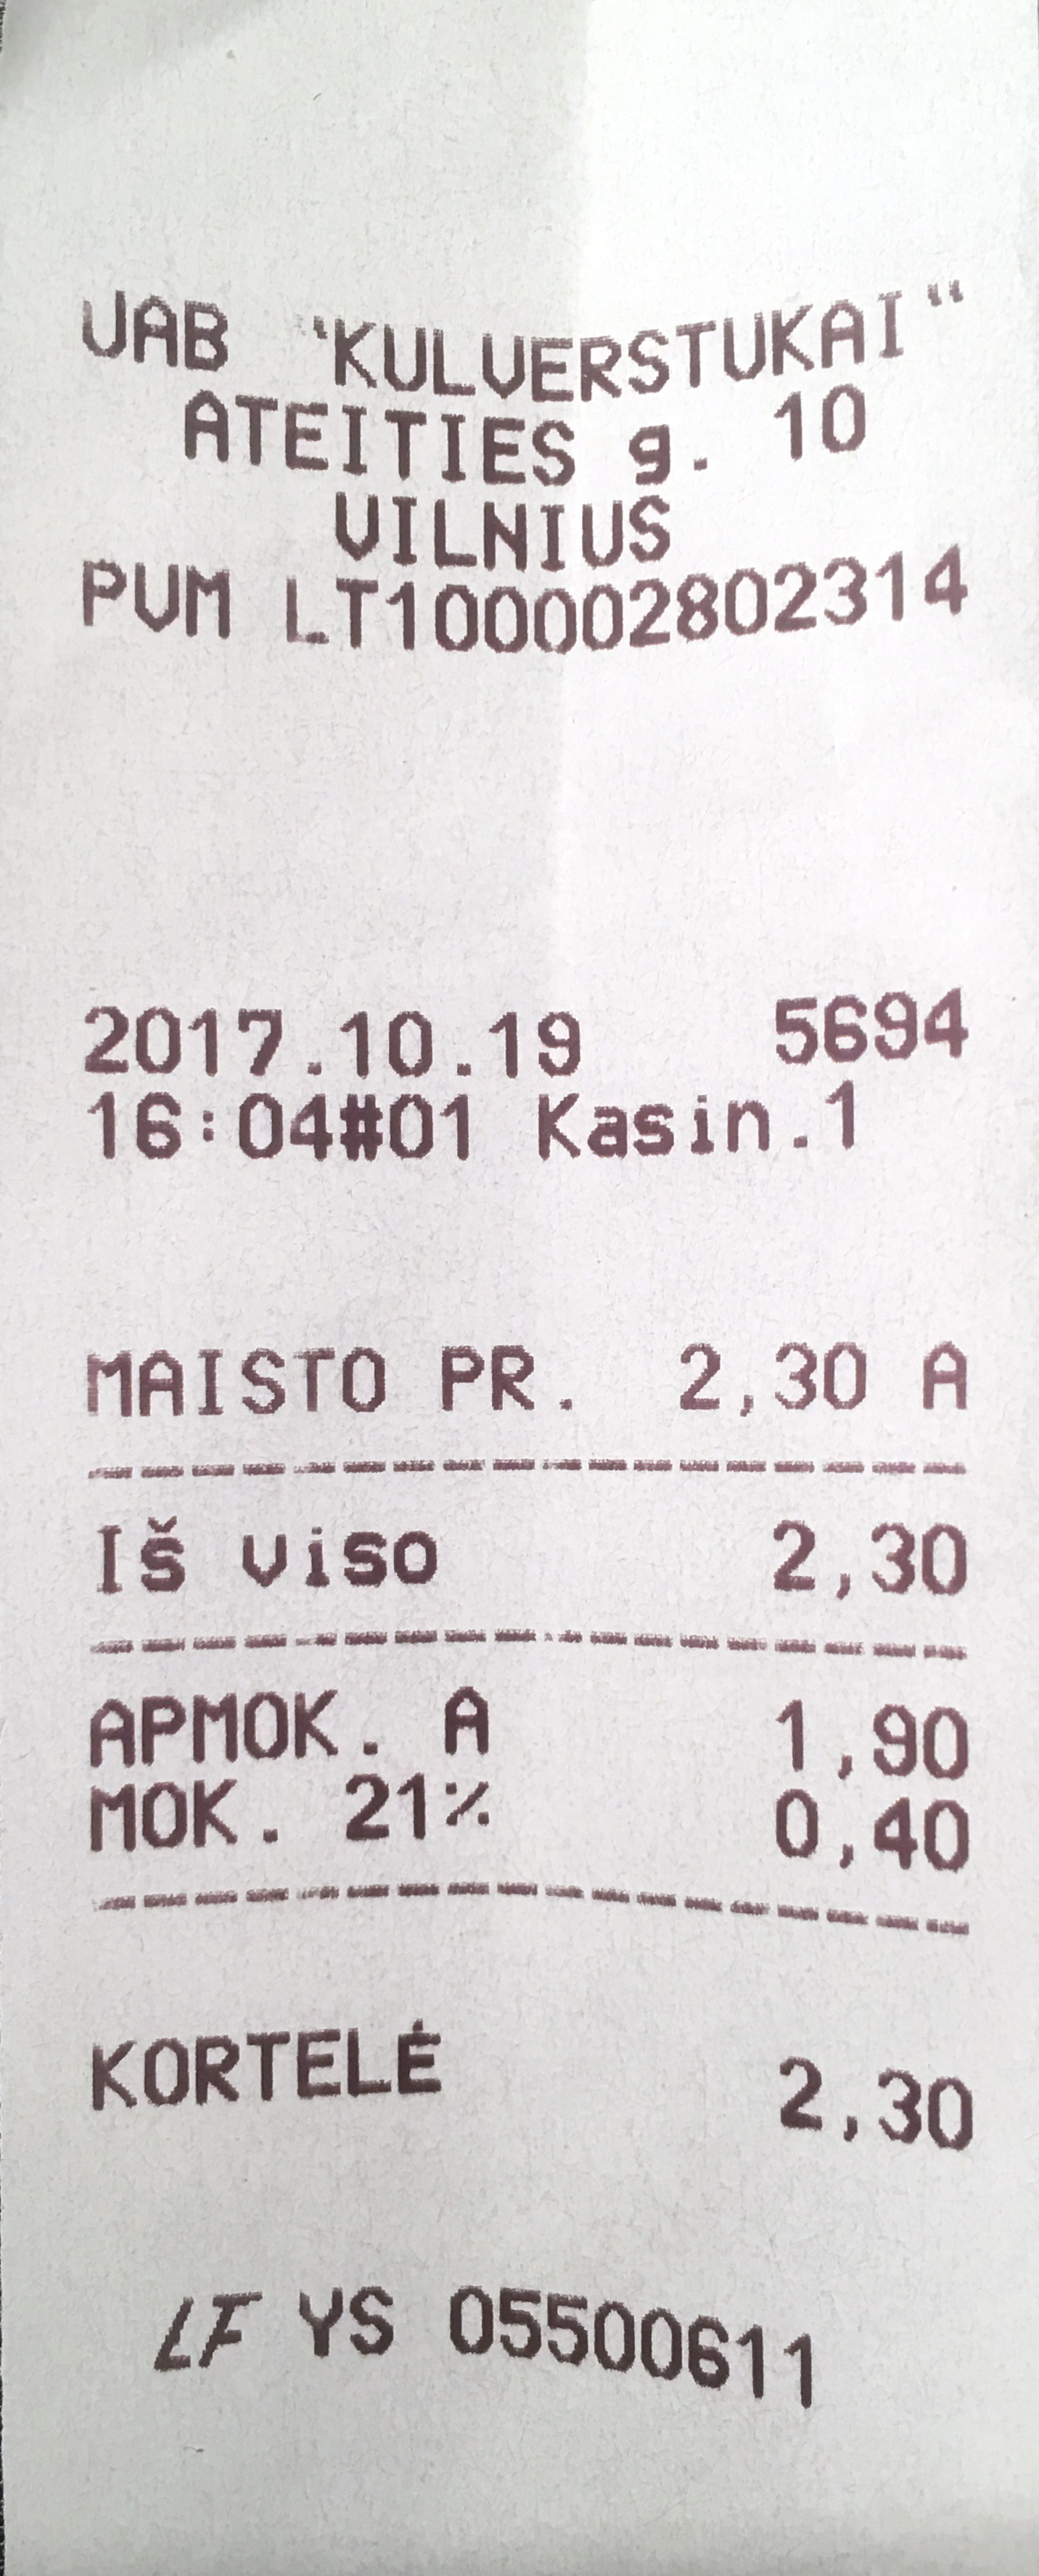 UAB "KULVERSTUKAI"
ATEITIES g. 10
VILNIUS
PVM LT100002802314
2017.10.19 5694
16:04#01 Kasin.1
MAISTO PR. 2,30 A
Iš viso 2,30
APMOK. A 1,90
MOK. 21% 0,40
KORTELĖ 2,30
LF YS 05500611